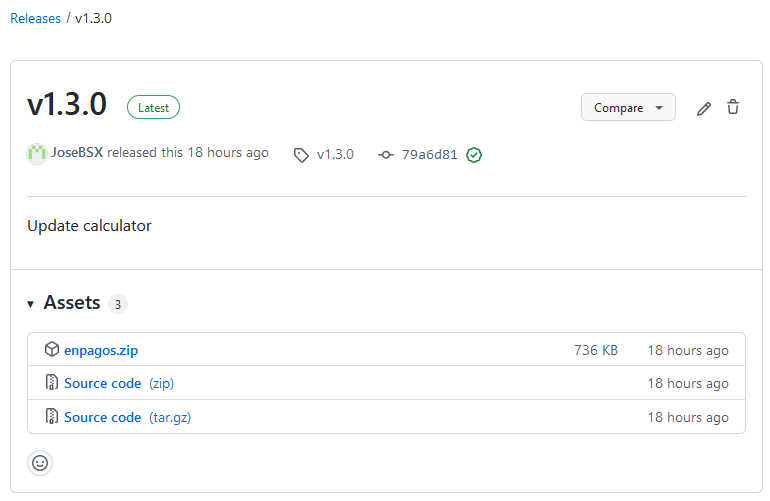 Releases / v1.3.0
v1.3.0 Latest Compare
JoseBSX released this 18 hours ago v1.3.0 79a6d81
Update calculator
Assets 3
enpagos.zip 736 KB 18 hours ago
Source code (zip) 18 hours ago
Source code (tar.gz) 18 hours ago